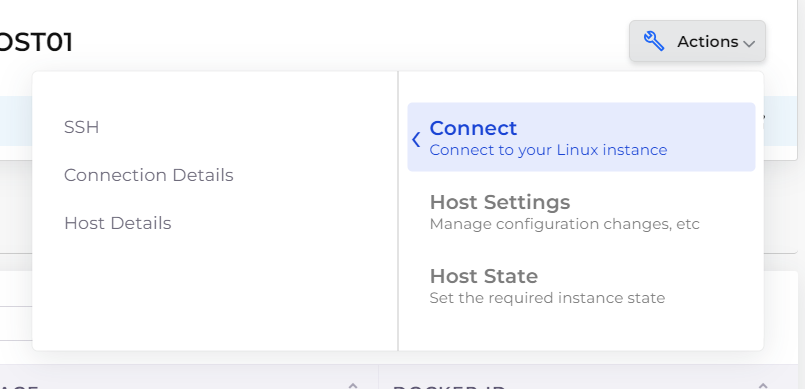 OST01
Actions
SSH
Connection Details
Host Details
Connect
Connect to your Linux instance
Host Settings
Manage configuration changes, etc
Host State
Set the required instance state